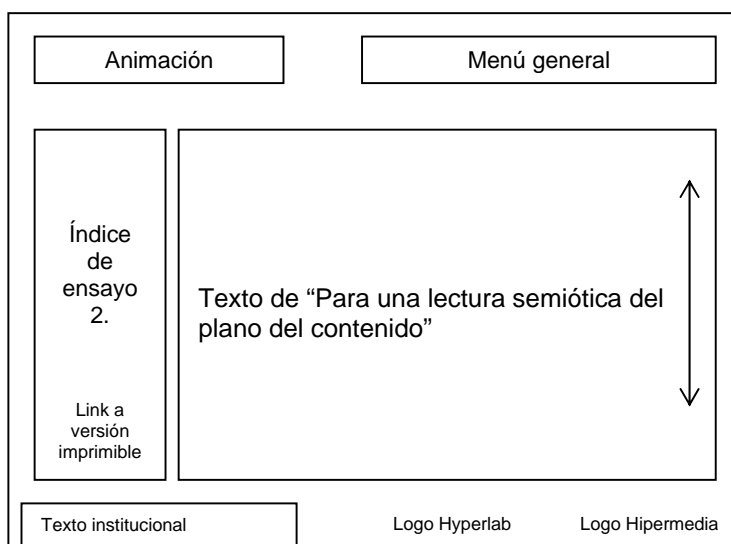 Animación
Menú general
Índice
de
ensayo
2.
Link a
versión
imprimible
Texto de “Para una lectura semiótica del
plano del contenido”
Texto institucional
Logo Hyperlab
Logo Hipermedia